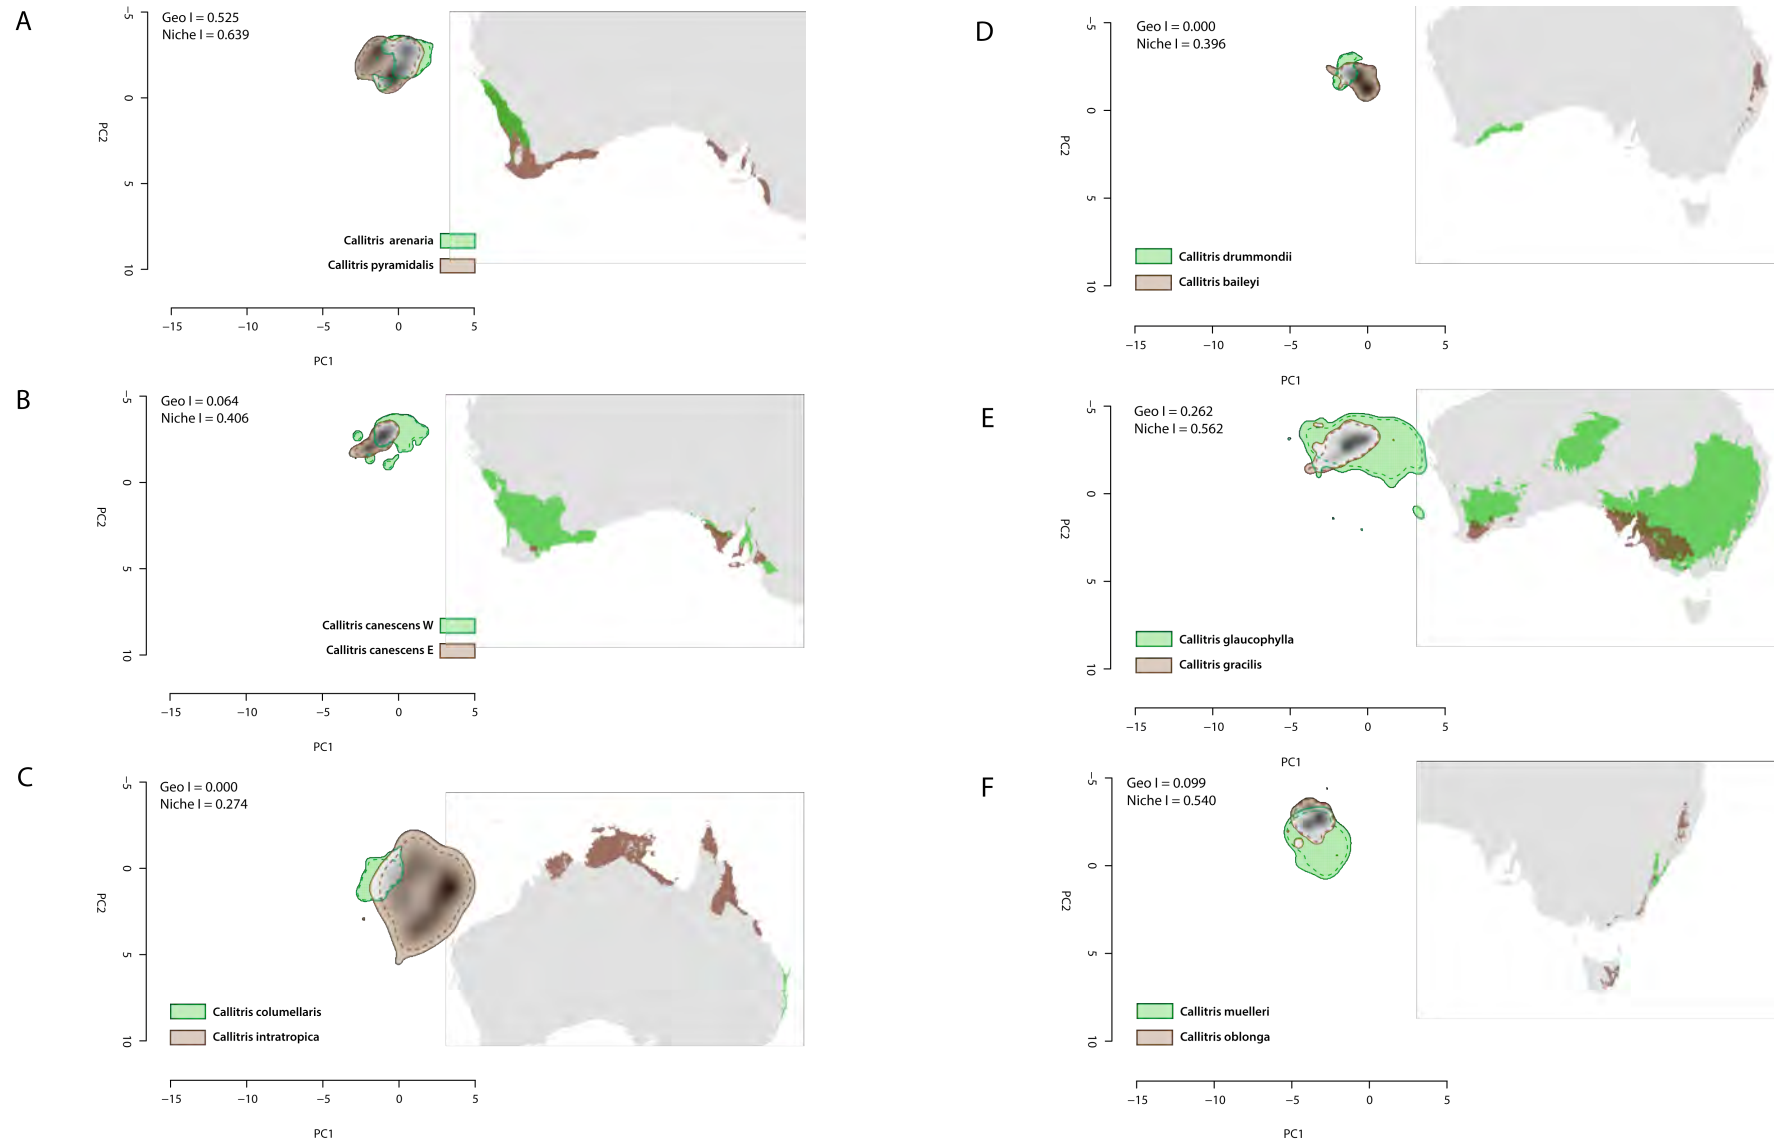 A
Geo I = 0.525
Niche I = 0.639
−5
0
5
10
PC2
Callitris arenaria
Callitris pyramidalis
−15 −10 −5 0 5
PC1
B
Geo I = 0.064
Niche I = 0.406
−5
0
5
10
PC2
Callitris canescens W
Callitris canescens E
−15 −10 −5 0 5
PC1
C
Geo I = 0.000
Niche I = 0.274
−5
0
5
10
PC2
Callitris columellaris
Callitris intratropica
−15 −10 −5 0 5
PC1
D
Geo I = 0.000
Niche I = 0.396
−5
0
5
10
PC2
Callitris drummondii
Callitris baileyi
−15 −10 −5 0 5
PC1
E
Geo I = 0.262
Niche I = 0.562
−5
0
5
10
PC2
Callitris glaucophylla
Callitris gracilis
−15 −10 −5 0 5
PC1
F
Geo I = 0.099
Niche I = 0.540
−5
0
5
10
PC2
Callitris muelleri
Callitris oblonga
−15 −10 −5 0 5
PC1